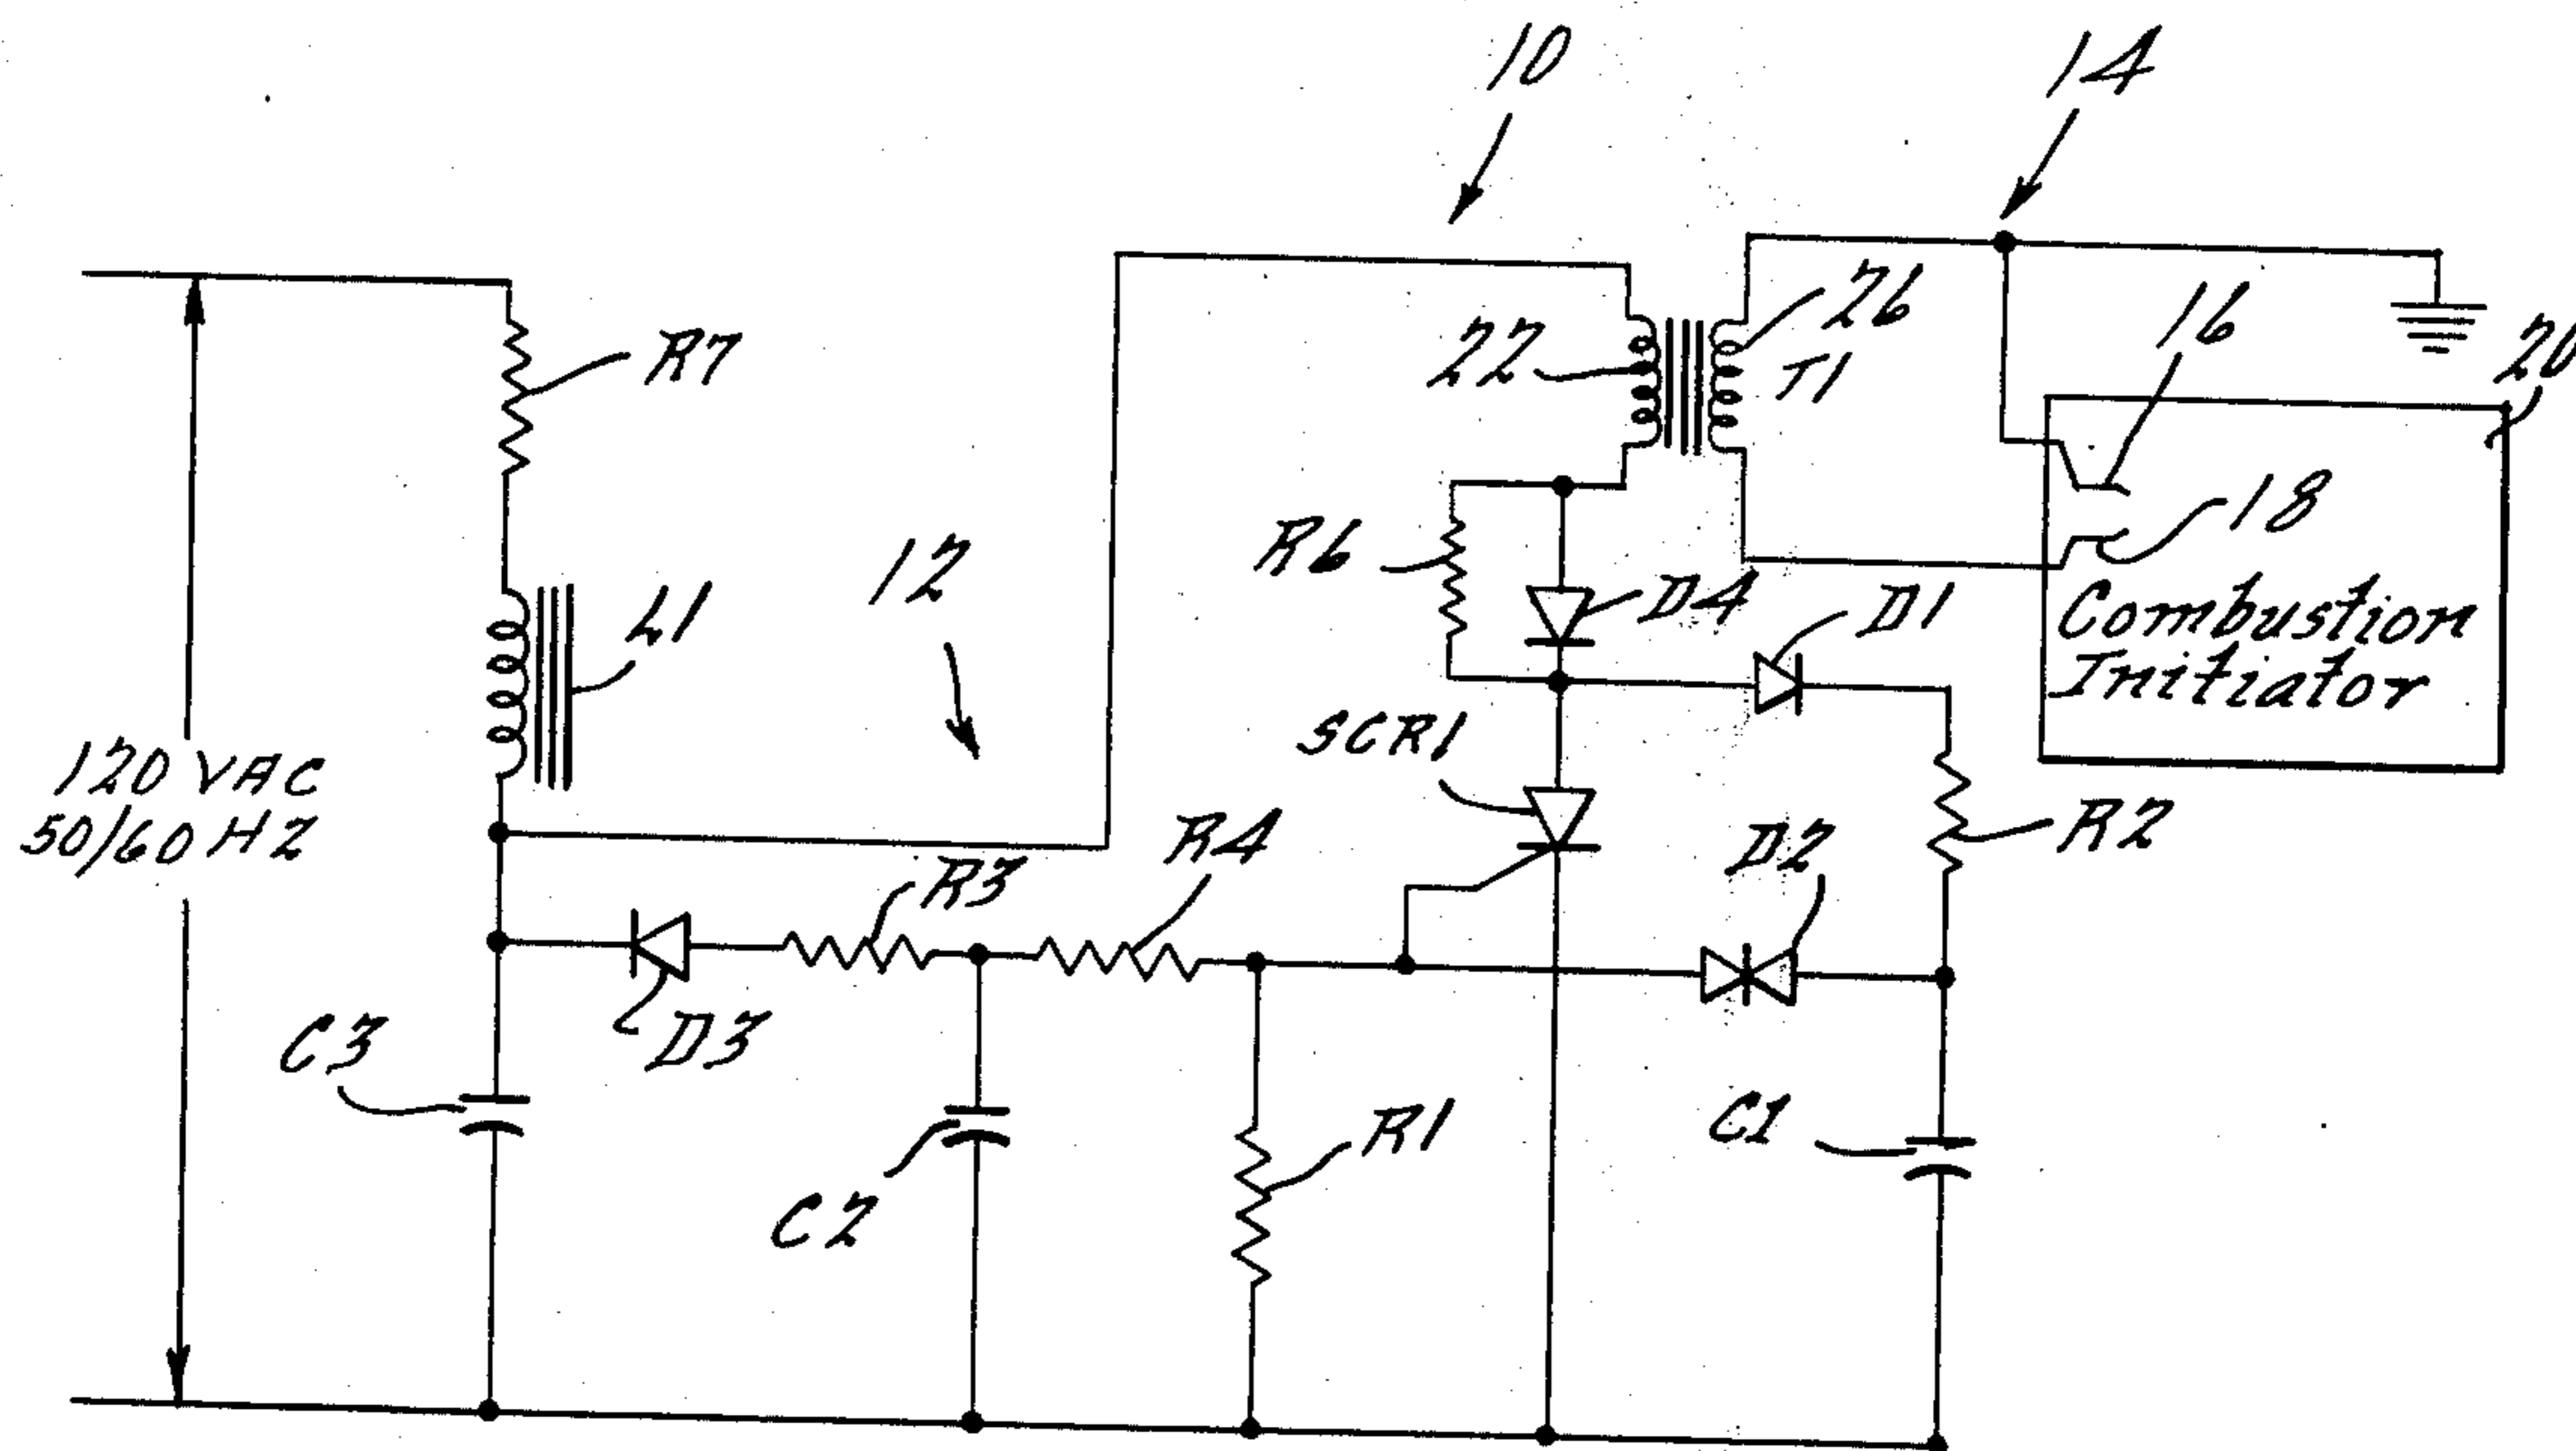 10
14
R7
22
26
T1
16
20
R6
18
12
L1
D4
D1
Combustion
Initiator
SCR1
120 VAC
50/60 HZ
R4
D2
R2
R3
C3
D3
C2
R1
C1